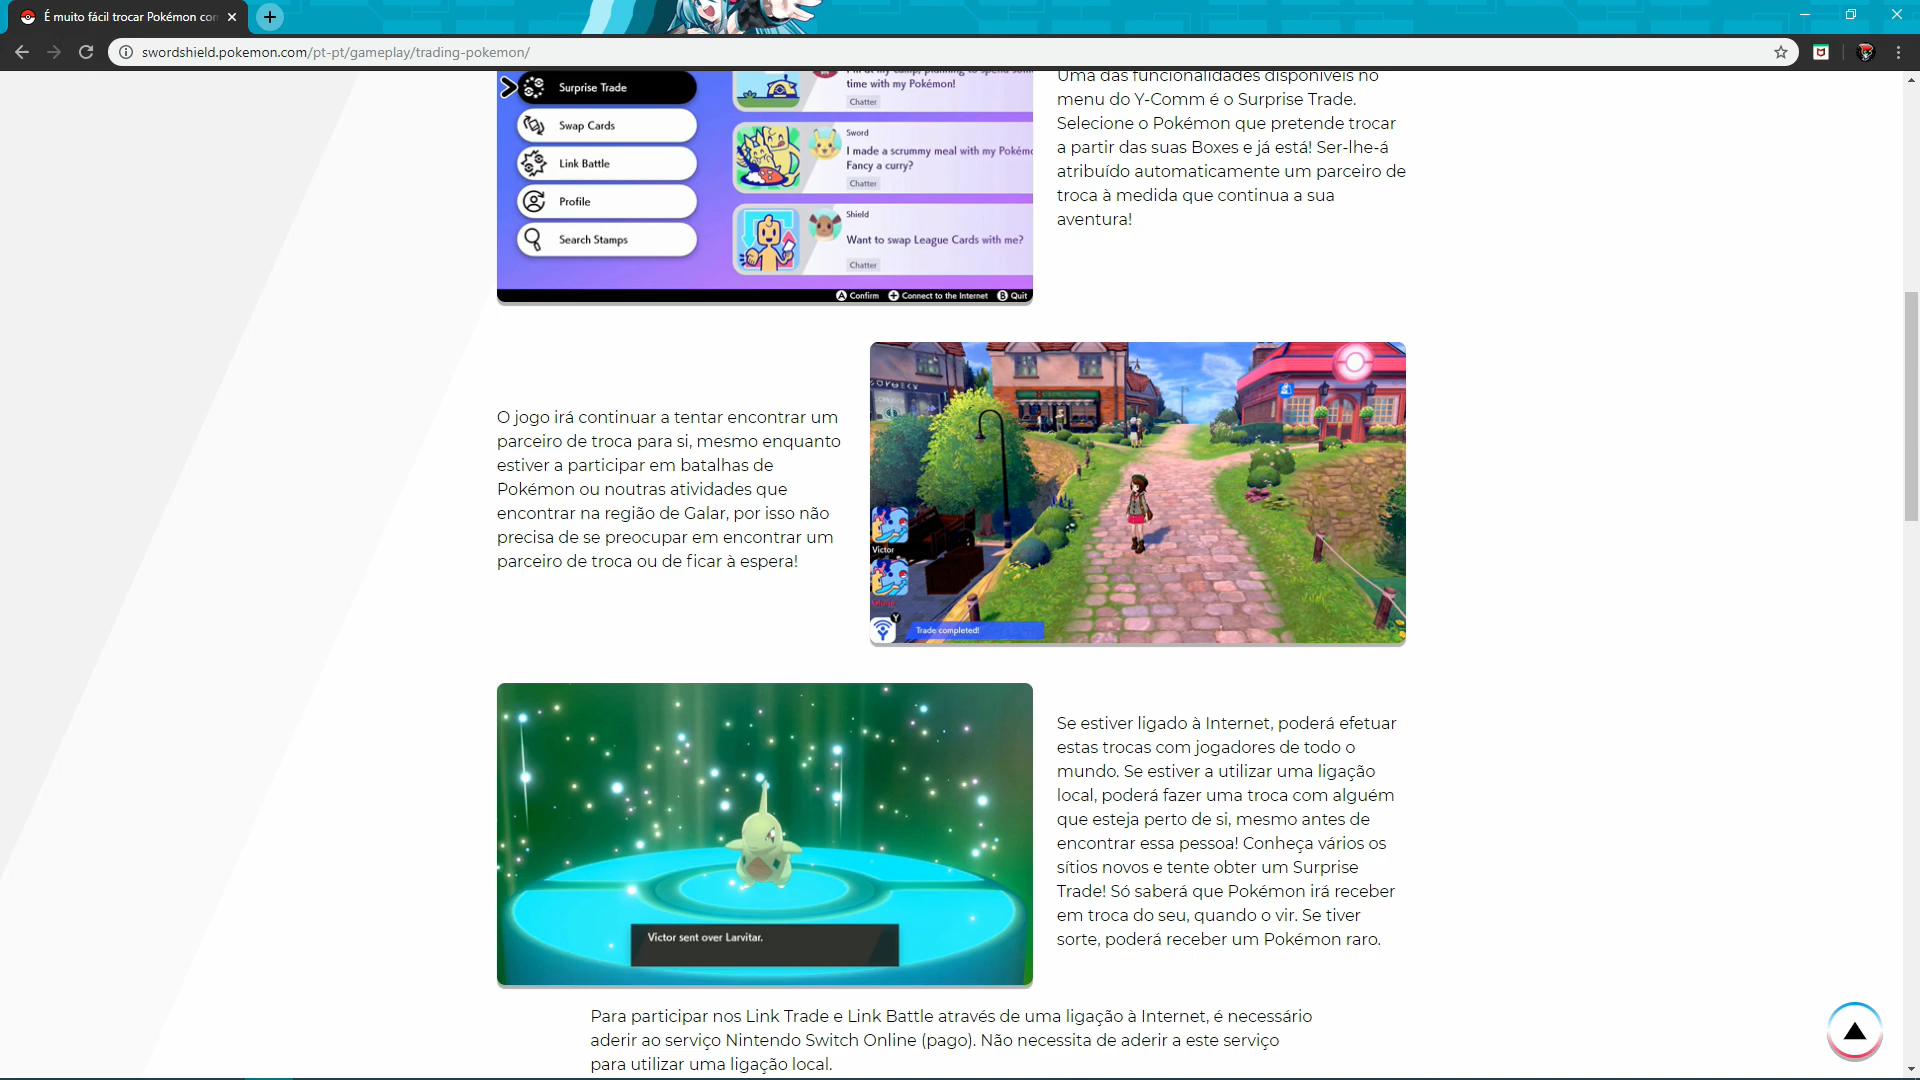 É muito fácil trocar Pokémon con
swordshield.pokemon.com/pt-pt/gameplay/trading-pokemon/
Surprise Trade
Swap Cards
Link Battle
Profile
Search Stamps
time with my Pokémon!
Chatter
Sword
I made a scrummy meal with my Pokémo
Fancy a curry?
Chatter
Shield
Want to swap League Cards with me?
Chatter
A Confirm + Connect to the Internet B Quit
Uma das funcionalidades disponíveis no
menu do Y-Comm é o Surprise Trade.
Selecione o Pokémon que pretende trocar
a partir das suas Boxes e já está! Ser-lhe-á
atribuído automaticamente um parceiro de
troca à medida que continua a sua
aventura!
O jogo irá continuar a tentar encontrar um
parceiro de troca para si, mesmo enquanto
estiver a participar em batalhas de
Pokémon ou noutras atividades que
encontrar na região de Galar, por isso não
precisa de se preocupar em encontrar um
parceiro de troca ou de ficar à espera!
Victor
Y
Trade completed!
Victor sent over Larvitar.
Se estiver ligado à Internet, poderá efetuar
estas trocas com jogadores de todo o
mundo. Se estiver a utilizar uma ligação
local, poderá fazer uma troca com alguém
que esteja perto de si, mesmo antes de
encontrar essa pessoa! Conheça vários os
sítios novos e tente obter um Surprise
Trade! Só saberá que Pokémon irá receber
em troca do seu, quando o vir. Se tiver
sorte, poderá receber um Pokémon raro.
Para participar nos Link Trade e Link Battle através de uma ligação à Internet, é necessário
aderir ao serviço Nintendo Switch Online (pago). Não necessita de aderir a este serviço
para utilizar uma ligação local.